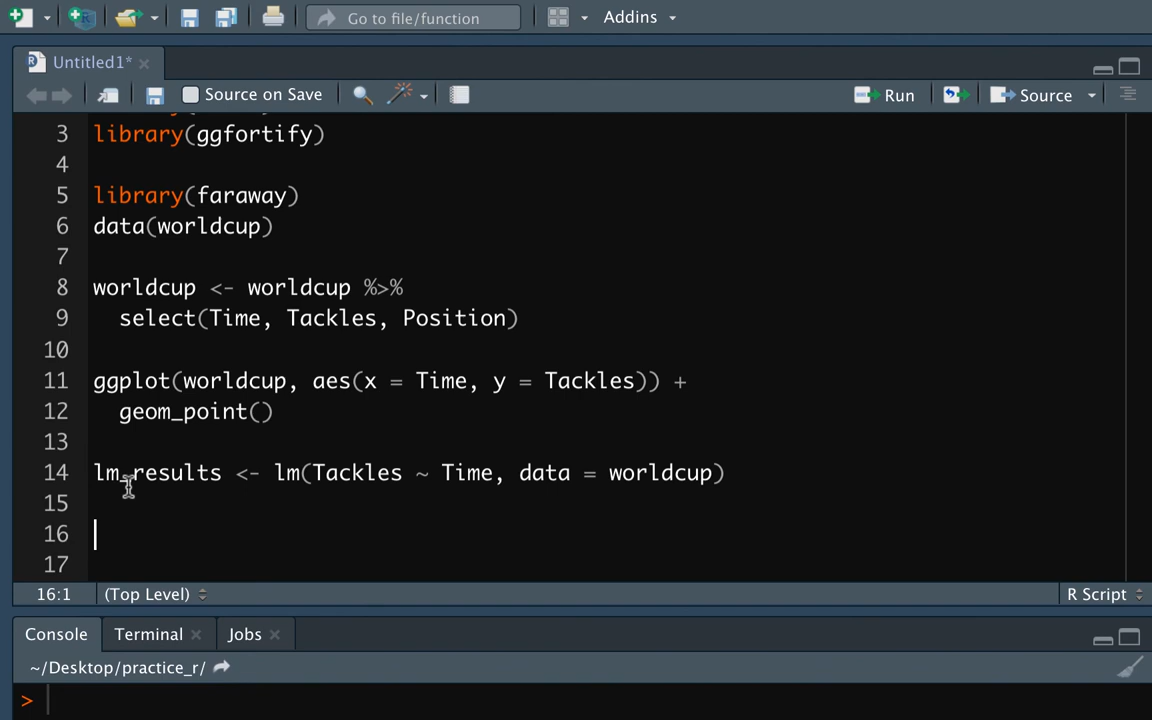 Go to file/function Addins
Untitled1*
Source on Save Run Source
3 library(ggfortify)
4
5 library(faraway)
6 data(worldcup)
7
8 worldcup <- worldcup %>%
9 select(Time, Tackles, Position)
10
11 ggplot(worldcup, aes(x = Time, y = Tackles)) +
12 geom_point()
13
14 lm_results <- lm(Tackles ~ Time, data = worldcup)
15
16
17
16:1 (Top Level) R Script
Console Terminal Jobs
~/Desktop/practice_r/
>